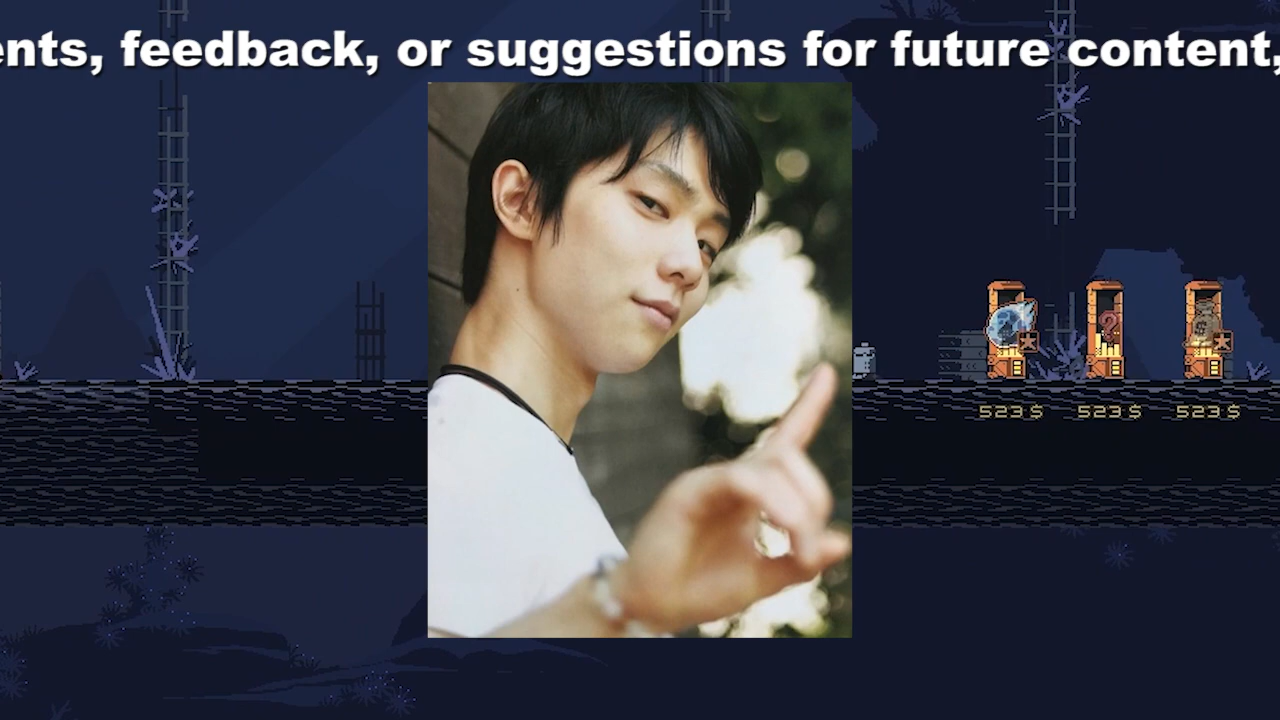 ents, feedback, or suggestions for future content,
523 $ 523 $ 523 $